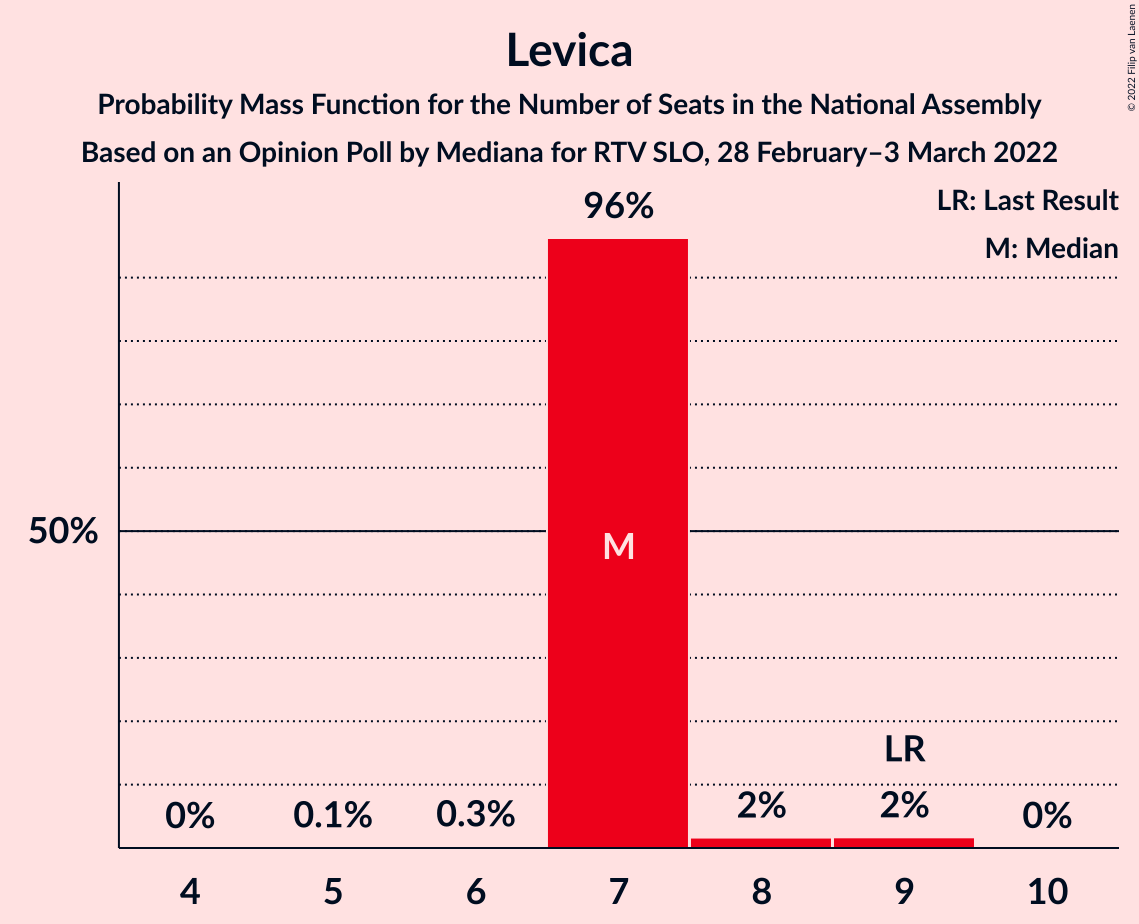 Levica
Probability Mass Function for the Number of Seats in the National Assembly
Based on an Opinion Poll by Mediana for RTV SLO, 28 February–3 March 2022
© 2022 Filip van Laenen
LR: Last Result
M: Median
96%
50%
M
LR
0%
0.1%
0.3%
2%
2%
0%
4
5
6
7
8
9
10